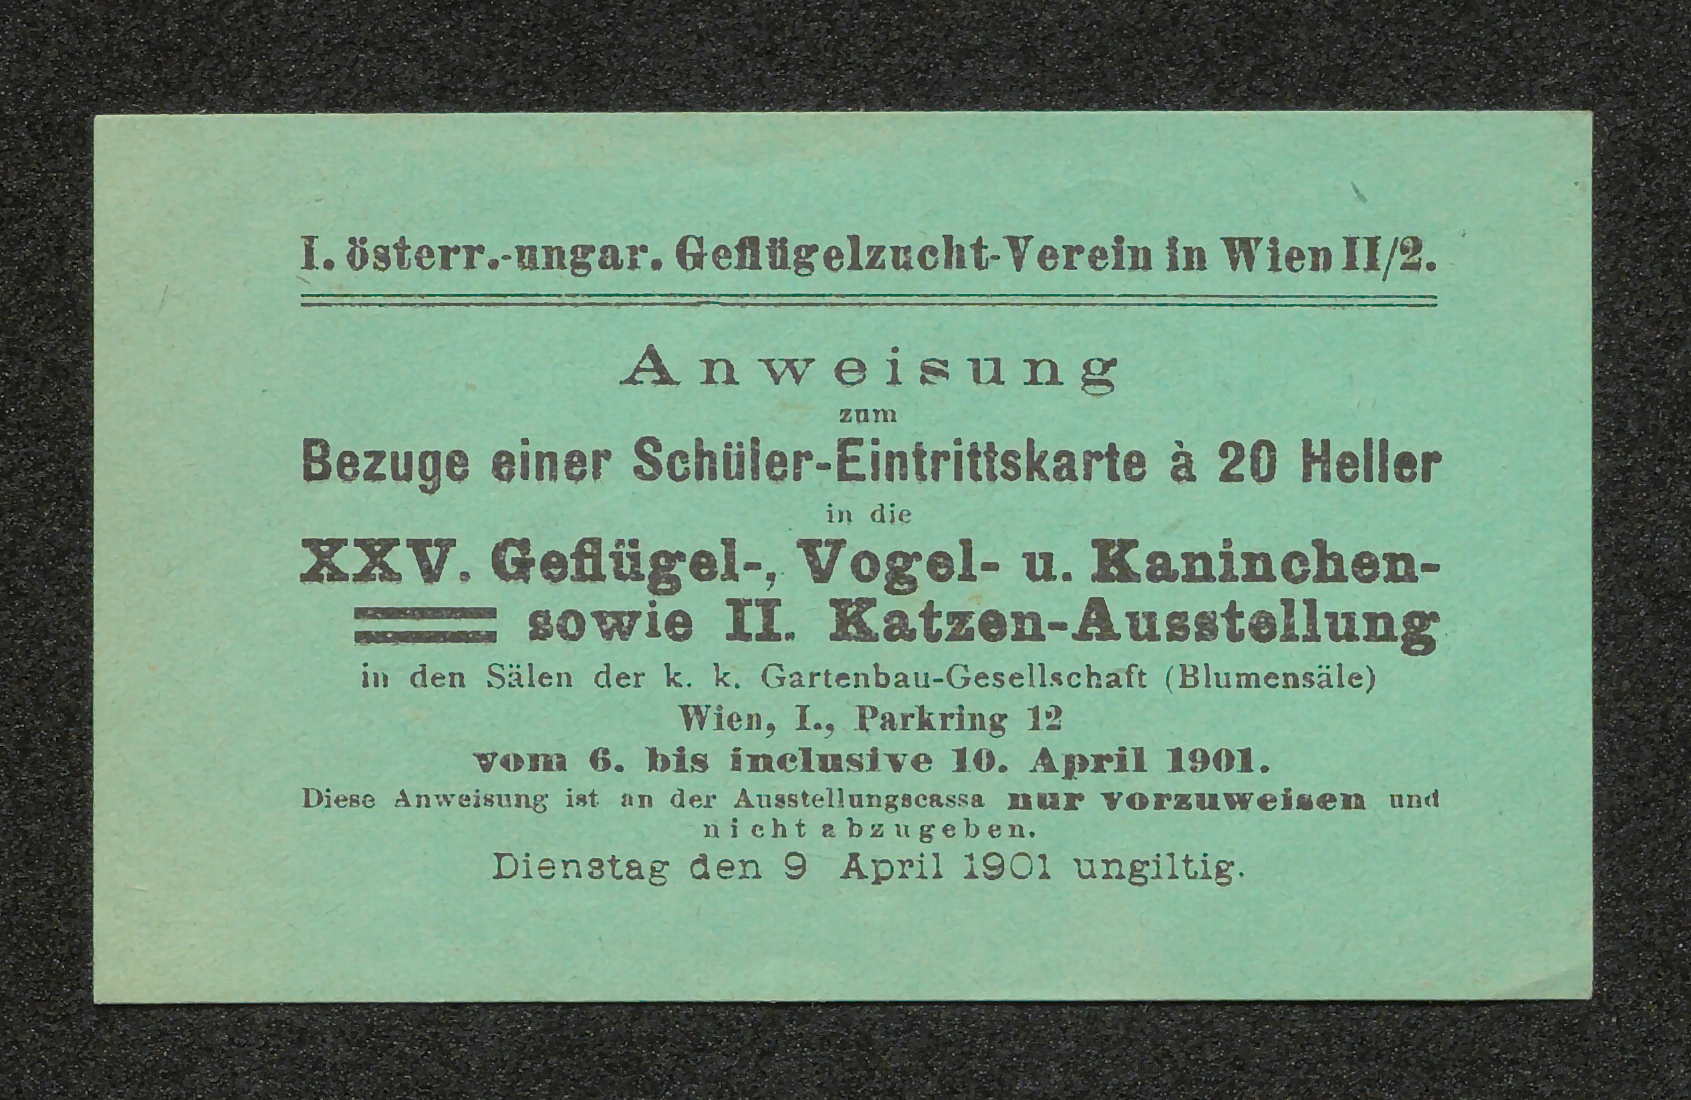 I. österr.-ungar. Geflügelzucht-Verein in Wien II/2.
Anweisung
zum
Bezuge einer Schüler-Eintrittskarte à 20 Heller
in die
XXV. Geflügel-, Vogel- u. Kaninchen-
sowie II. Katzen-Ausstellung
in den Sälen der k. k. Gartenbau-Gesellschaft (Blumensäle)
Wien, I., Parkring 12
vom 6. bis inclusive 10. April 1901.
Diese Anweisung ist an der Ausstellungscassa nur vorzuweisen und
nicht abzugeben.
Dienstag den 9 April 1901 ungiltig.